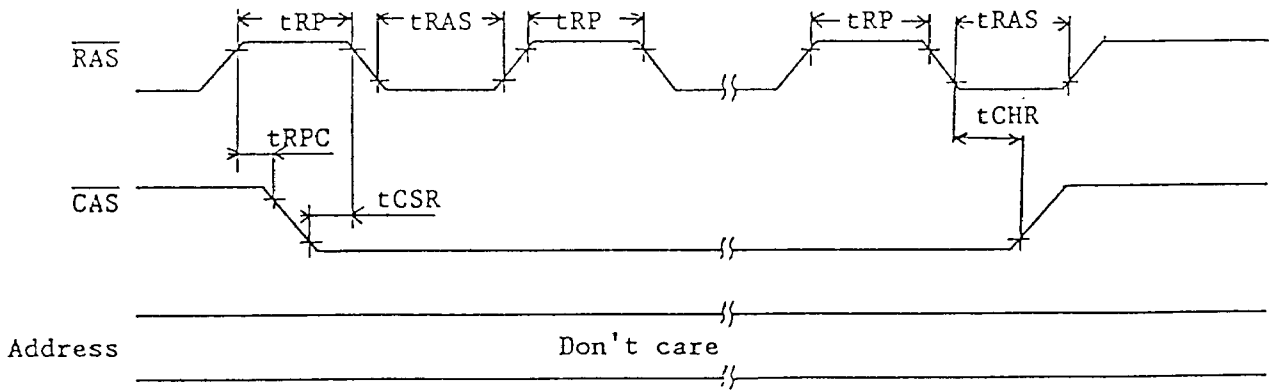 tRP tRAS tRP tRP tRAS
RAS
tCHR
tRPC
CAS
tCSR
Address Don't care